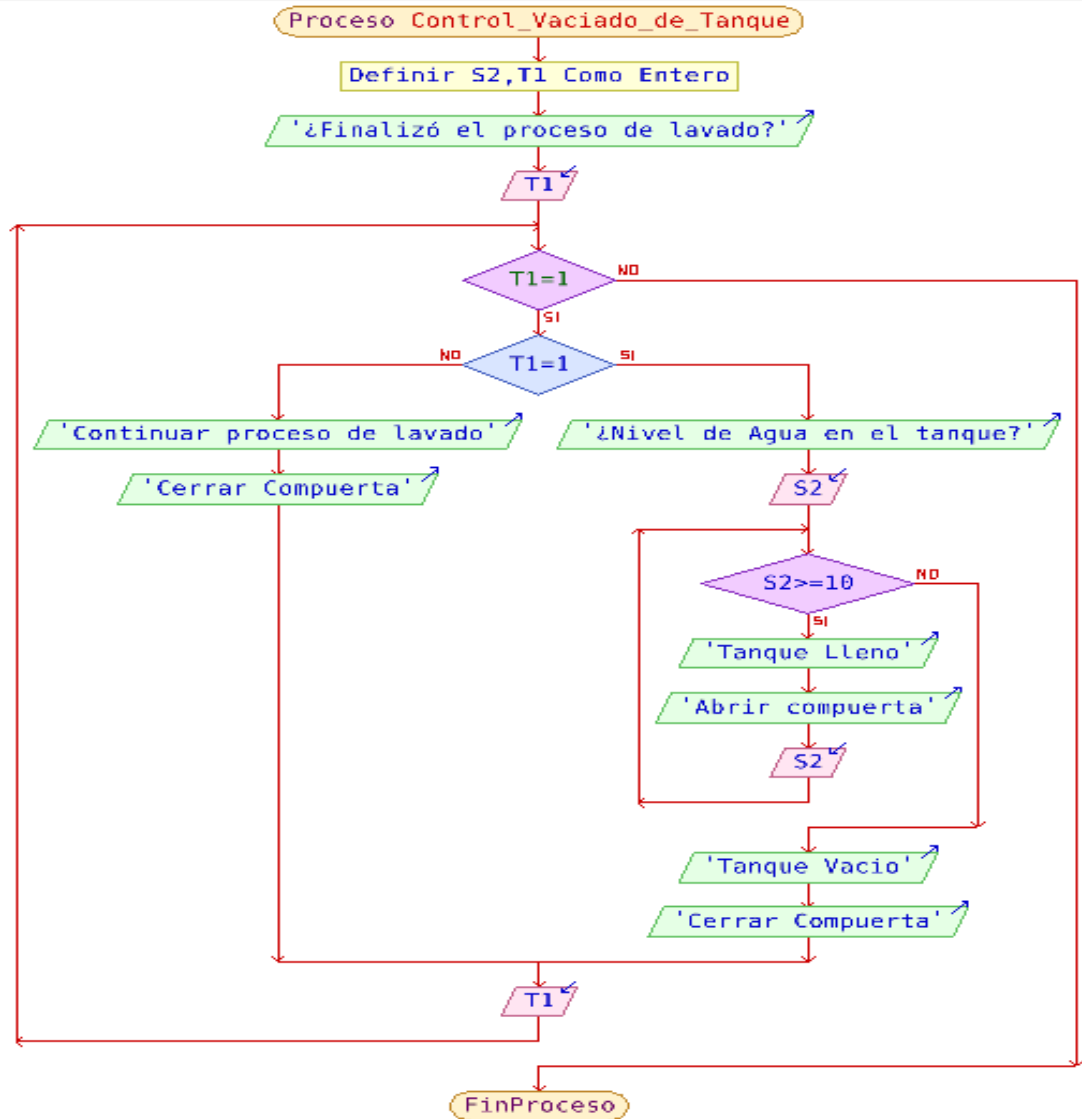 Proceso Control_Vaciado_de_Tanque
Definir S2,T1 Como Entero
'¿Finalizó el proceso de lavado?'
T1
T1=1
NO
SI
T1=1
NO
SI
'Continuar proceso de lavado'
'¿Nivel de Agua en el tanque?'
'Cerrar Compuerta'
S2
S2>=10
NO
SI
'Tanque Lleno'
'Abrir compuerta'
S2
'Tanque Vacio'
'Cerrar Compuerta'
T1
FinProceso